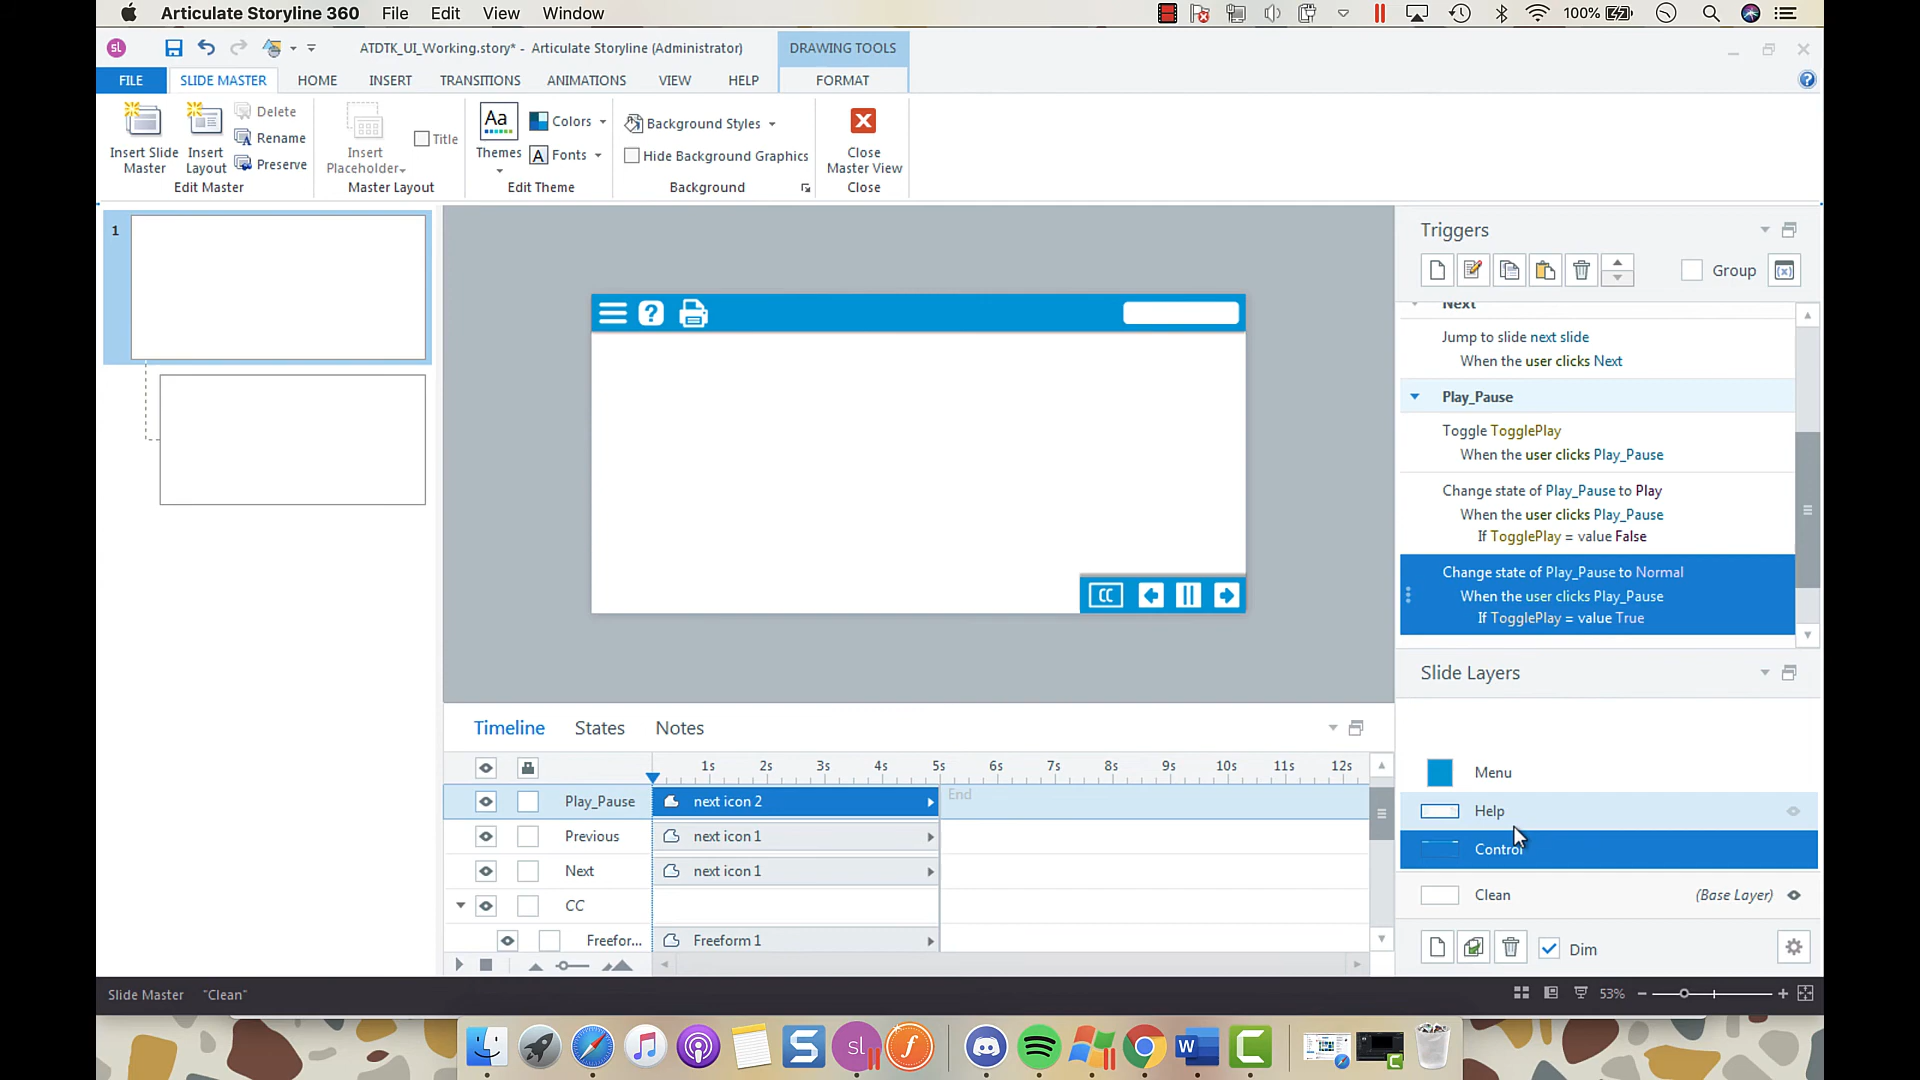 Articulate Storyline 360 File Edit View Window 100%
sl ATDTK_UI_Working.story* - Articulate Storyline (Administrator) DRAWING TOOLS
FILE SLIDE MASTER HOME INSERT TRANSITIONS ANIMATIONS VIEW HELP FORMAT
Insert Slide Master
Insert Layout
Delete
Rename
Preserve
Edit Master
Insert Placeholder
Title
Master Layout
Aa
Themes
Colors
A Fonts
Edit Theme
Background Styles
Hide Background Graphics
Background
Close Master View
Close
1
?
CC
Triggers
Group
Next
Jump to slide next slide
When the user clicks Next
Play_Pause
Toggle TogglePlay
When the user clicks Play_Pause
Change state of Play_Pause to Play
When the user clicks Play_Pause
If TogglePlay = value False
Change state of Play_Pause to Normal
When the user clicks Play_Pause
If TogglePlay = value True
Slide Layers
Menu
Help
Control
Clean (Base Layer)
Dim
Timeline States Notes
1s 2s 3s 4s 5s 6s 7s 8s 9s 10s 11s 12s
Play_Pause next icon 2 End
Previous next icon 1
Next next icon 1
CC
Freefor... Freeform 1
Slide Master "Clean" 53%
S sl f W C